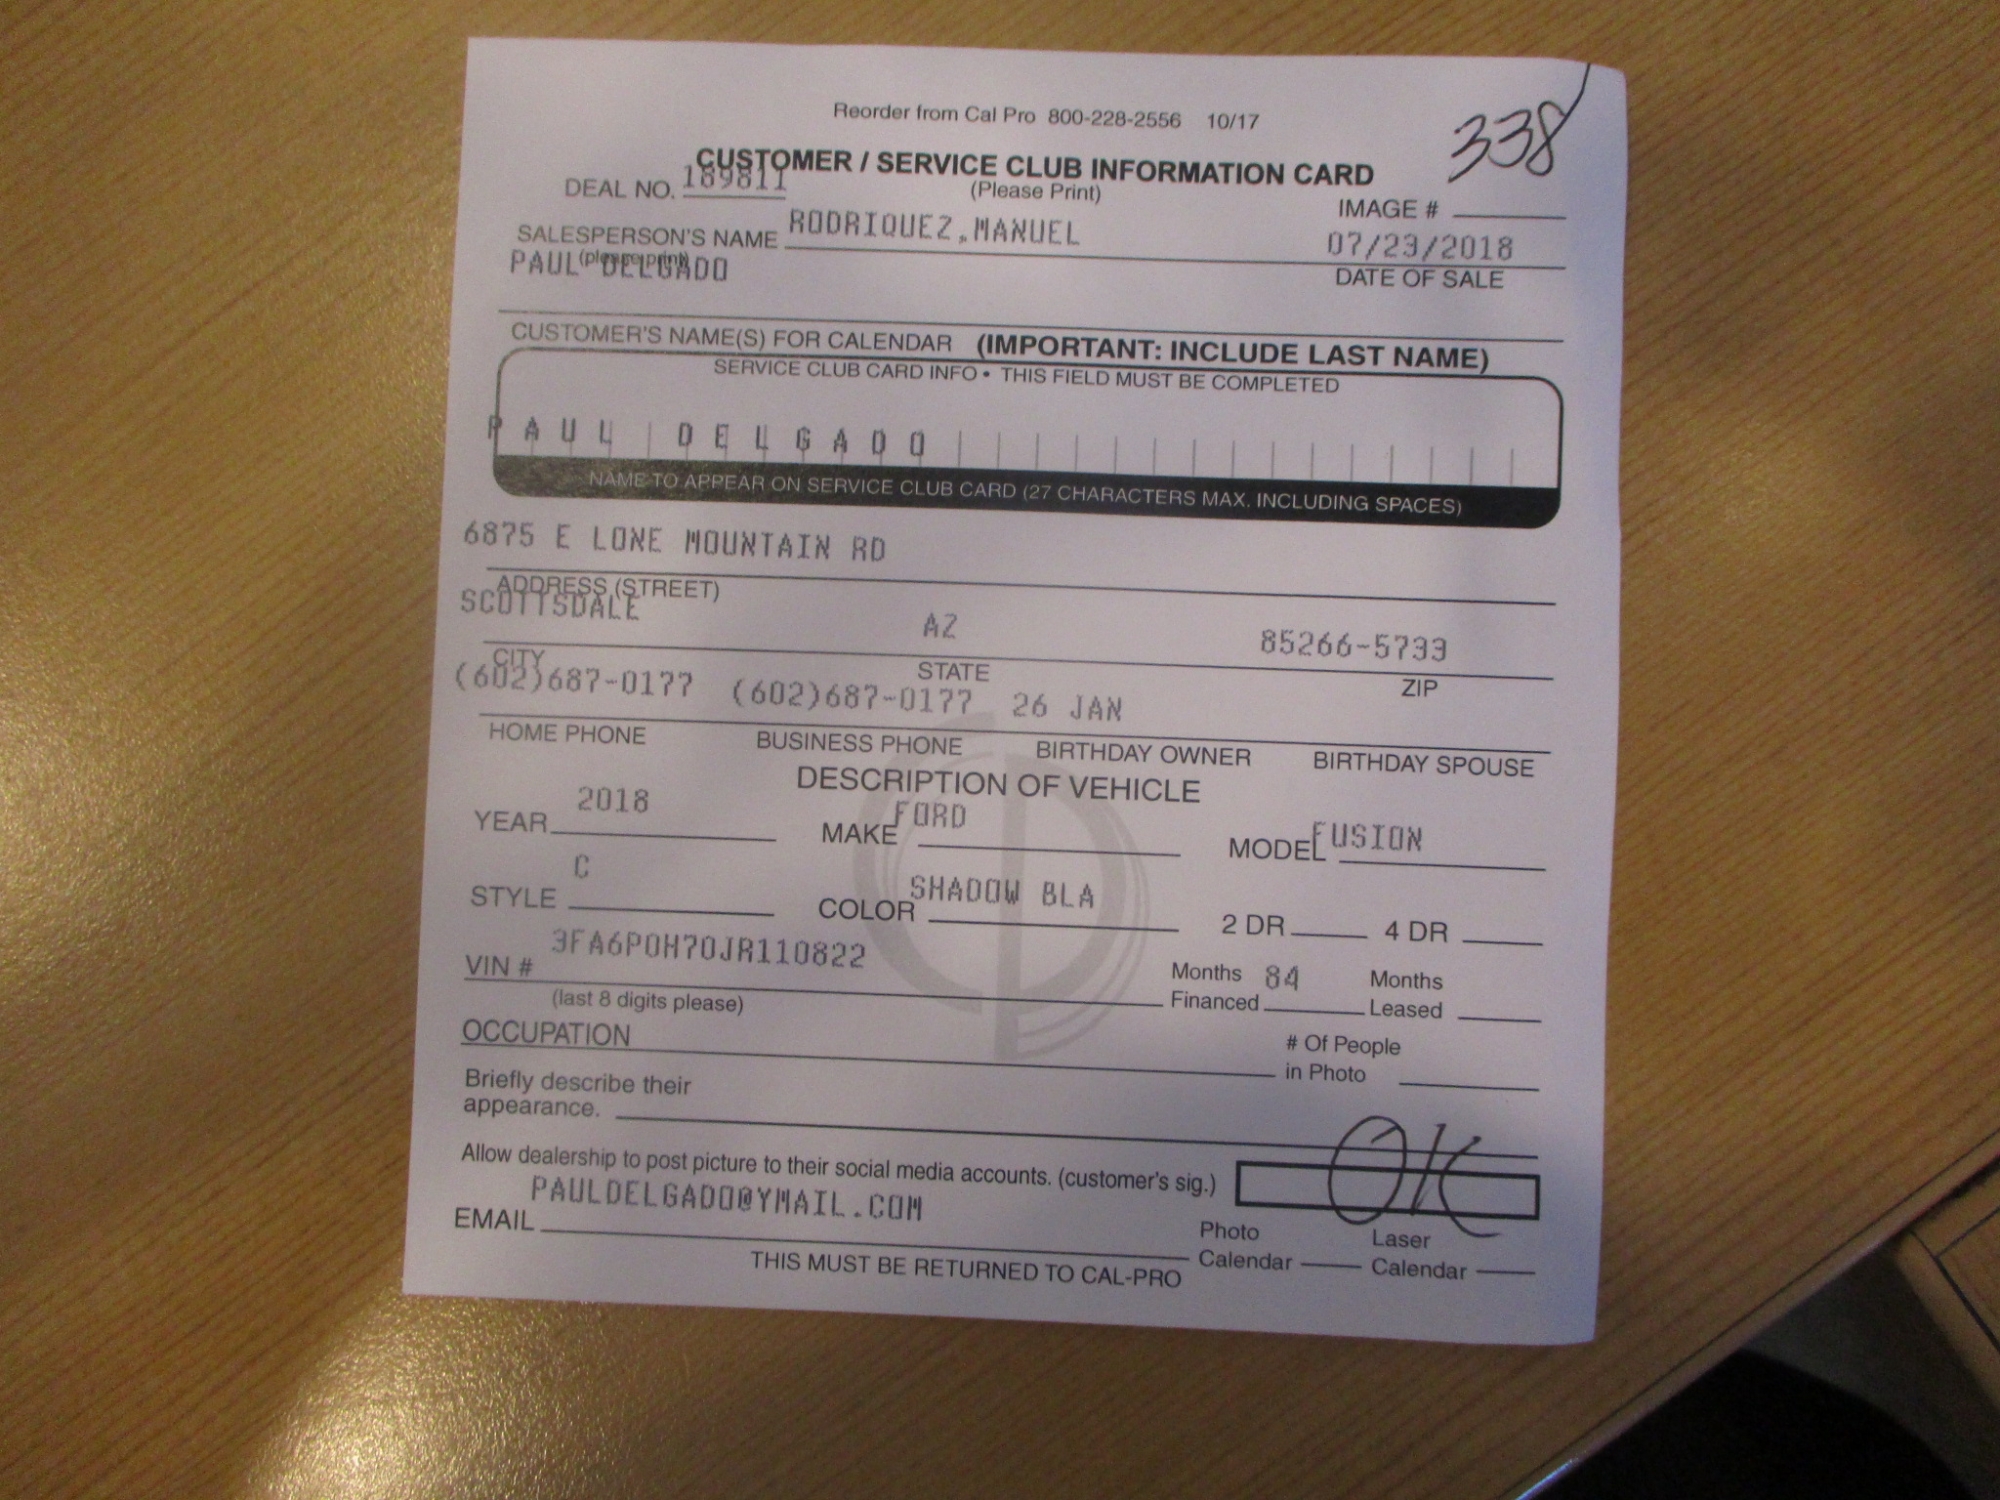 Reorder from Cal Pro 800-228-2556 10/17
338
CUSTOMER / SERVICE CLUB INFORMATION CARD
DEAL NO. 189811 (Please Print)
IMAGE #
SALESPERSON'S NAME RODRIQUEZ,MANUEL 07/23/2018
(please print) DATE OF SALE
PAUL DELGADO
CUSTOMER'S NAME(S) FOR CALENDAR (IMPORTANT: INCLUDE LAST NAME)
SERVICE CLUB CARD INFO • THIS FIELD MUST BE COMPLETED
PAUL DELGADO
NAME TO APPEAR ON SERVICE CLUB CARD (27 CHARACTERS MAX. INCLUDING SPACES)
6875 E LONE MOUNTAIN RD
ADDRESS (STREET)
SCOTTSDALE AZ 85266-5733
CITY STATE ZIP
(602)687-0177 (602)687-0177 26 JAN
HOME PHONE BUSINESS PHONE BIRTHDAY OWNER BIRTHDAY SPOUSE
DESCRIPTION OF VEHICLE
YEAR 2018 MAKE FORD MODEL FUSION
STYLE C COLOR SHADOW BLA 2 DR 4 DR
VIN # 3FA6P0H70JR110822 Months Financed 84 Months Leased
(last 8 digits please)
OCCUPATION # Of People in Photo
Briefly describe their
appearance.
Allow dealership to post picture to their social media accounts. (customer's sig.) OK
EMAIL PAULDELGADO@YMAIL.COM
Photo Calendar Laser Calendar
THIS MUST BE RETURNED TO CAL-PRO